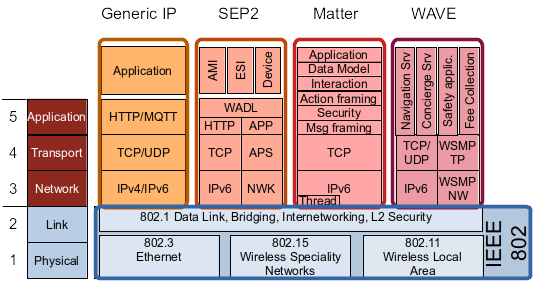 Generic IP SEP2 Matter WAVE
Application AMI ESI Device Application Navigation Srv Concierge Srv Safety applic. Fee Collection
Data Model
Interaction
Action framing
5 Application HTTP/MQTT WADL Security
HTTP APP Msg framing
4 Transport TCP/UDP TCP APS TCP TCP/ UDP WSMP TP
3 Network IPv4/IPv6 IPv6 NWK IPv6 IPv6 WSMP NW
Thread
2 Link 802.1 Data Link, Bridging, Internetworking, L2 Security IEEE 802
1 Physical 802.3 802.15 802.11
Ethernet Wireless Speciality Wireless Local
Networks Area